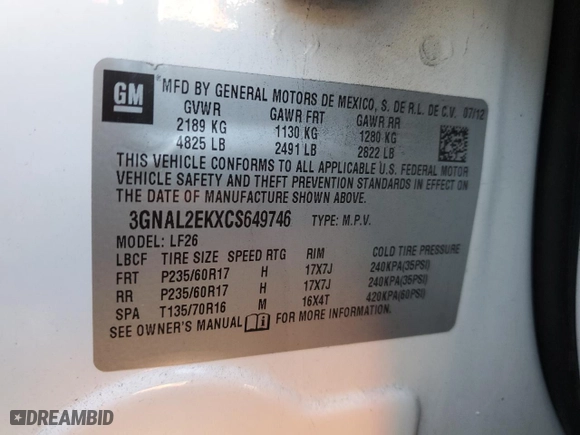 GM
MFD BY GENERAL MOTORS DE MEXICO, S. DE R.L. DE C.V. 07/12
GVWR GAWR FRT GAWR RR
2189 KG 1130 KG 1280 KG
4825 LB 2491 LB 2822 LB
THIS VEHICLE CONFORMS TO ALL APPLICABLE U.S. FEDERAL MOTOR
VEHICLE SAFETY AND THEFT PREVENTION STANDARDS IN EFFECT ON
THE DATE OF MANUFACTURE SHOWN ABOVE.
3GNAL2EKXCS649746 TYPE: M.P.V.
MODEL: LF26
LBCF TIRE SIZE SPEED RTG RIM COLD TIRE PRESSURE
FRT P235/60R17 H 17X7J 240KPA(35PSI)
RR P235/60R17 H 17X7J 240KPA(35PSI)
SPA T135/70R16 M 16X4T 420KPA(60PSI)
SEE OWNER'S MANUAL FOR MORE INFORMATION.
DREAMBID